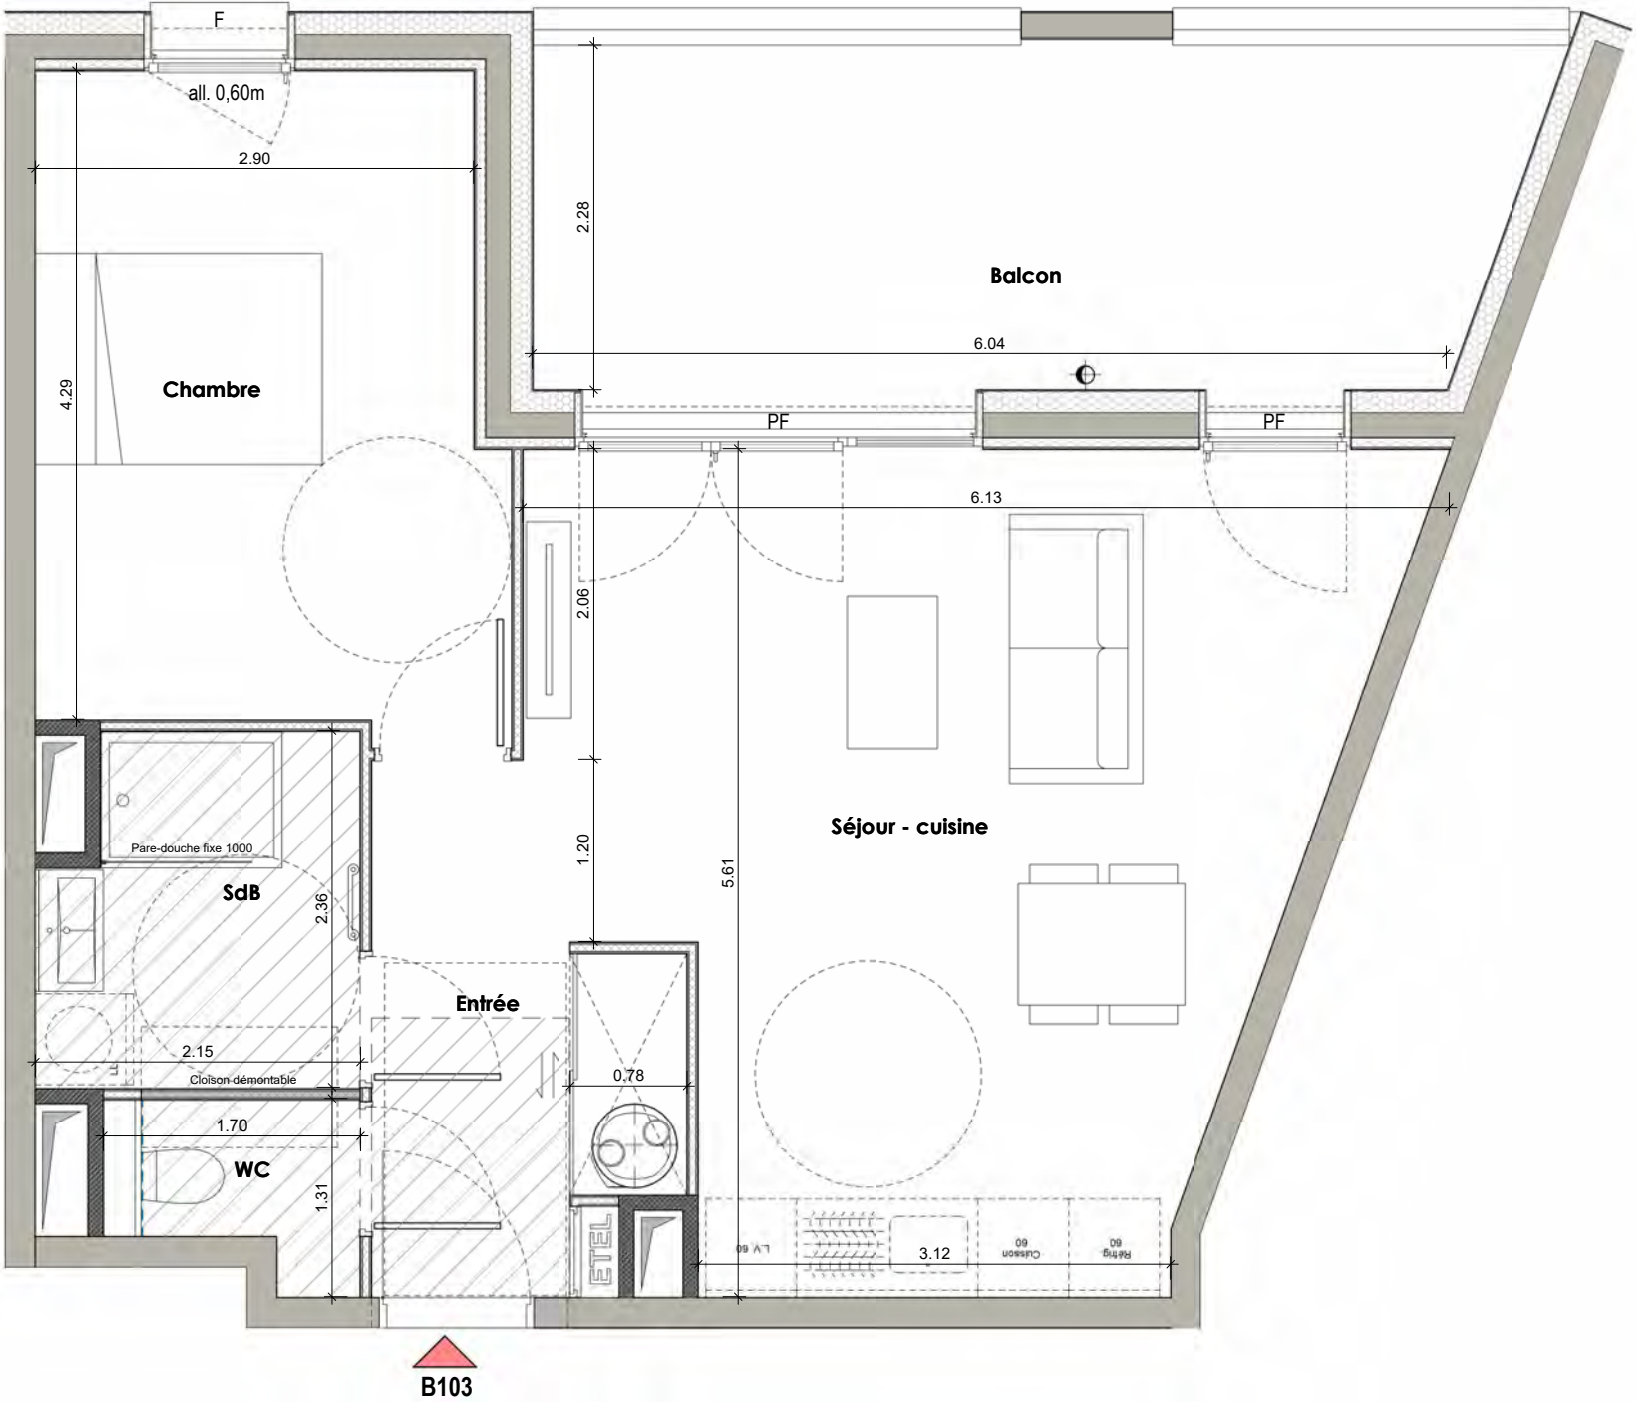 F
all. 0,60m
2.90
2.28
Balcon
6.04
4.29
Chambre
PF
PF
6.13
2.06
Séjour - cuisine
1.20
5.61
Pare-douche fixe 1000
SdB
2.36
Entrée
2.15
Cloison démontable
0.78
1.70
WC
1.31
ETEL
LV 60
3.12
Cuisson
60
Réfrig
60
B103